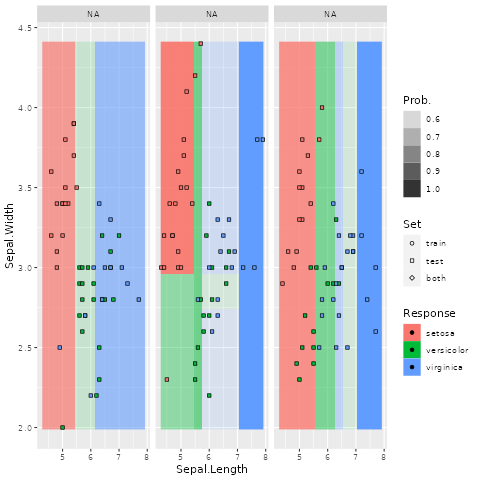 NA NA NA
4.5
4.0
3.5
3.0
2.5
2.0
Sepal.Width
5 6 7 8 5 6 7 8 5 6 7 8
Sepal.Length
Prob.
0.6
0.7
0.8
0.9
1.0
Set
train
test
both
Response
setosa
versicolor
virginica